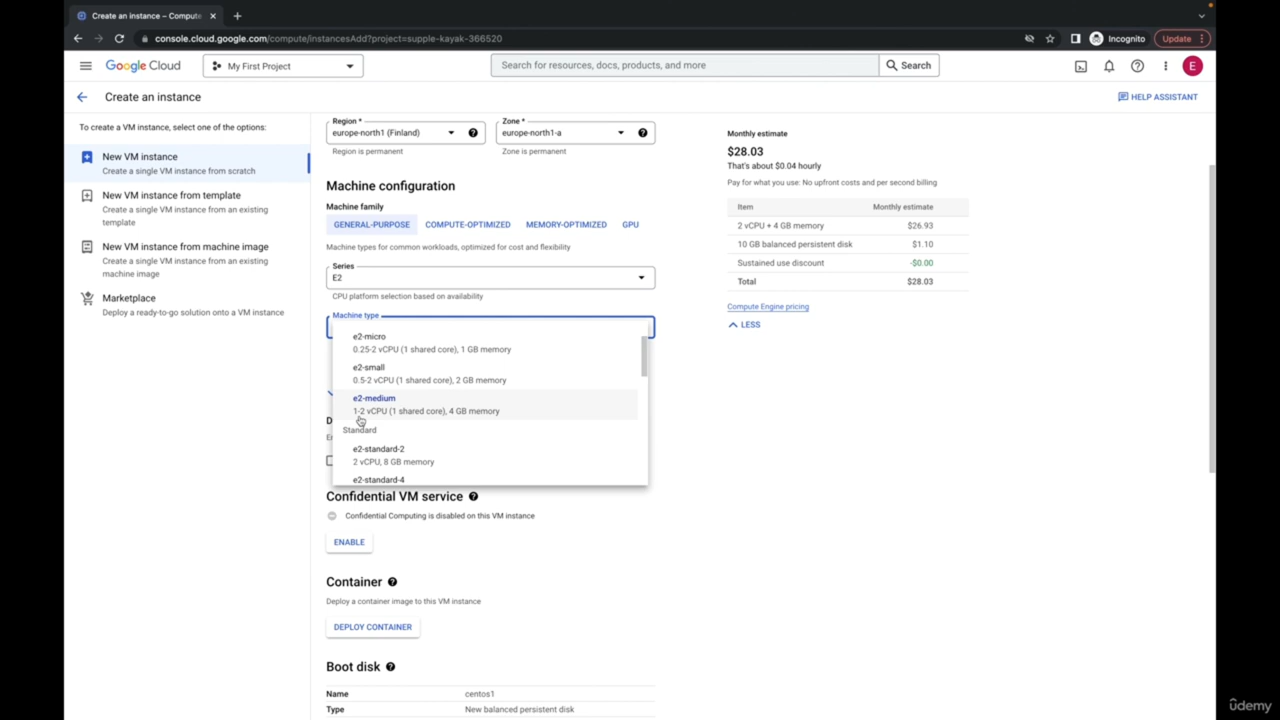 Create an instance – Compute
console.cloud.google.com/compute/instancesAdd?project=supple-kayak-366520
Incognito
Update
Google Cloud
My First Project
Search for resources, docs, products, and more
Search
E
Create an instance
HELP ASSISTANT
To create a VM instance, select one of the options:
New VM instance
Create a single VM instance from scratch
New VM instance from template
Create a single VM instance from an existing
template
New VM instance from machine image
Create a single VM instance from an existing
machine image
Marketplace
Deploy a ready-to-go solution onto a VM instance
Region *
europe-north1 (Finland)
Region is permanent
Zone *
europe-north1-a
Zone is permanent
Machine configuration
Machine family
GENERAL-PURPOSE
COMPUTE-OPTIMIZED
MEMORY-OPTIMIZED
GPU
Machine types for common workloads, optimized for cost and flexibility
Series
E2
CPU platform selection based on availability
Machine type
e2-micro
0.25-2 vCPU (1 shared core), 1 GB memory
e2-small
0.5-2 vCPU (1 shared core), 2 GB memory
e2-medium
1-2 vCPU (1 shared core), 4 GB memory
Standard
e2-standard-2
2 vCPU, 8 GB memory
e2-standard-4
Confidential VM service
Confidential Computing is disabled on this VM instance
ENABLE
Container
Deploy a container image to this VM instance
DEPLOY CONTAINER
Boot disk
Name centos1
Type New balanced persistent disk
Monthly estimate
$28.03
That's about $0.04 hourly
Pay for what you use: No upfront costs and per second billing
Item Monthly estimate
2 vCPU + 4 GB memory $26.93
10 GB balanced persistent disk $1.10
Sustained use discount -$0.00
Total $28.03
Compute Engine pricing
LESS
ûdemy